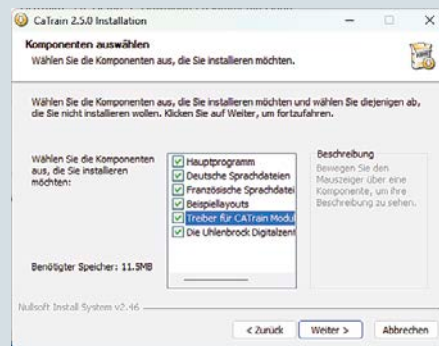 CaTrain 2.5.0 Installation
Komponenten auswählen
Wählen Sie die Komponenten aus, die Sie installieren möchten.
Wählen Sie die Komponenten aus, die Sie installieren möchten und wählen Sie diejenigen ab,
die Sie nicht installieren wollen. Klicken Sie auf Weiter, um fortzufahren.
Wählen Sie die Komponenten
aus, die Sie installieren
möchten:
Hauptprogramm
Deutsche Sprachdateien
Französische Sprachdatei
Beispiellayouts
Treiber für CATrain Modul
Die Uhlenbrock Digitalzent
Beschreibung
Bewegen Sie den
Mauszeiger über eine
Komponente, um ihre
Beschreibung zu sehen.
Benötigter Speicher: 11.5MB
Nullsoft Install System v2.46
< Zurück
Weiter >
Abbrechen